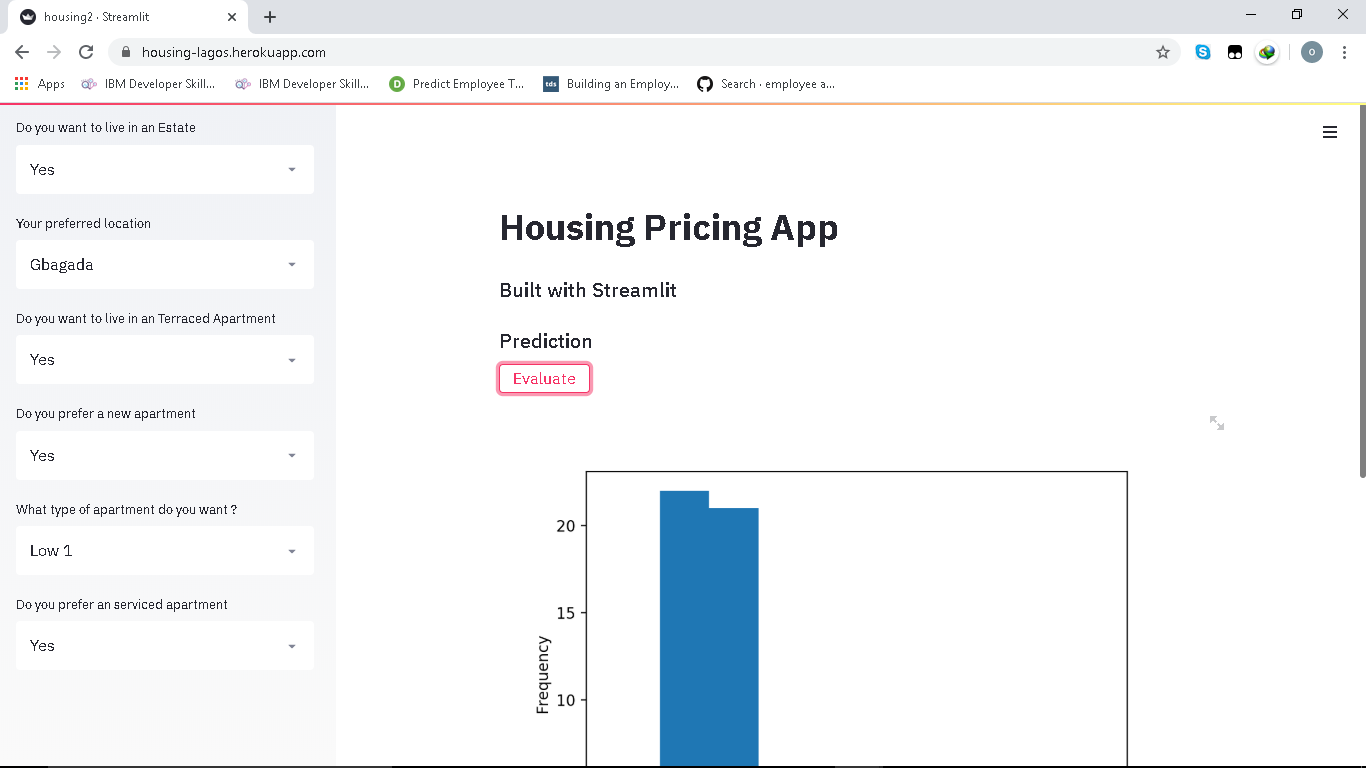 housing2 · Streamlit
housing-lagos.herokuapp.com
S
o
Apps
IBM Developer Skill...
IBM Developer Skill...
D
Predict Employee T...
tds
Building an Employ...
Search · employee a...
Do you want to live in an Estate
Yes
Your preferred location
Gbagada
Do you want to live in an Terraced Apartment
Yes
Do you prefer a new apartment
Yes
What type of apartment do you want ?
Low 1
Do you prefer an serviced apartment
Yes
Housing Pricing App
Built with Streamlit
Prediction
Evaluate
20
15
10
Frequency